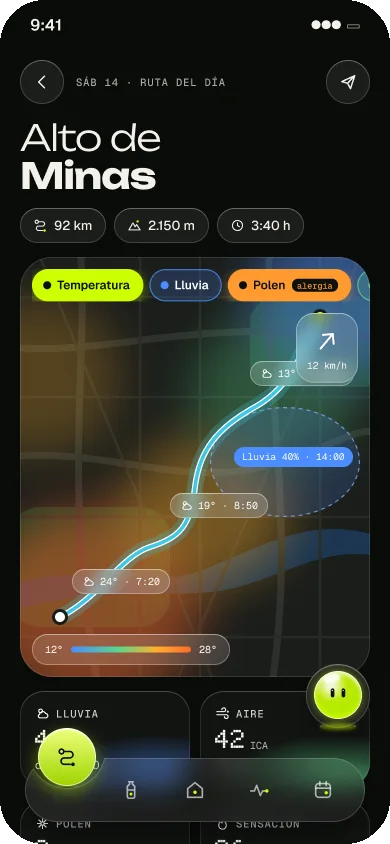 9:41
SÁB 14 · RUTA DEL DÍA
Alto de
Minas
92 km
2.150 m
3:40 h
Temperatura
Lluvia
Polen alergia
12 km/h
13°
Lluvia 40% · 14:00
19° · 8:50
24° · 7:20
12° 28°
LLUVIA
AIRE
42 ICA
POLEN
SENSACIÓN